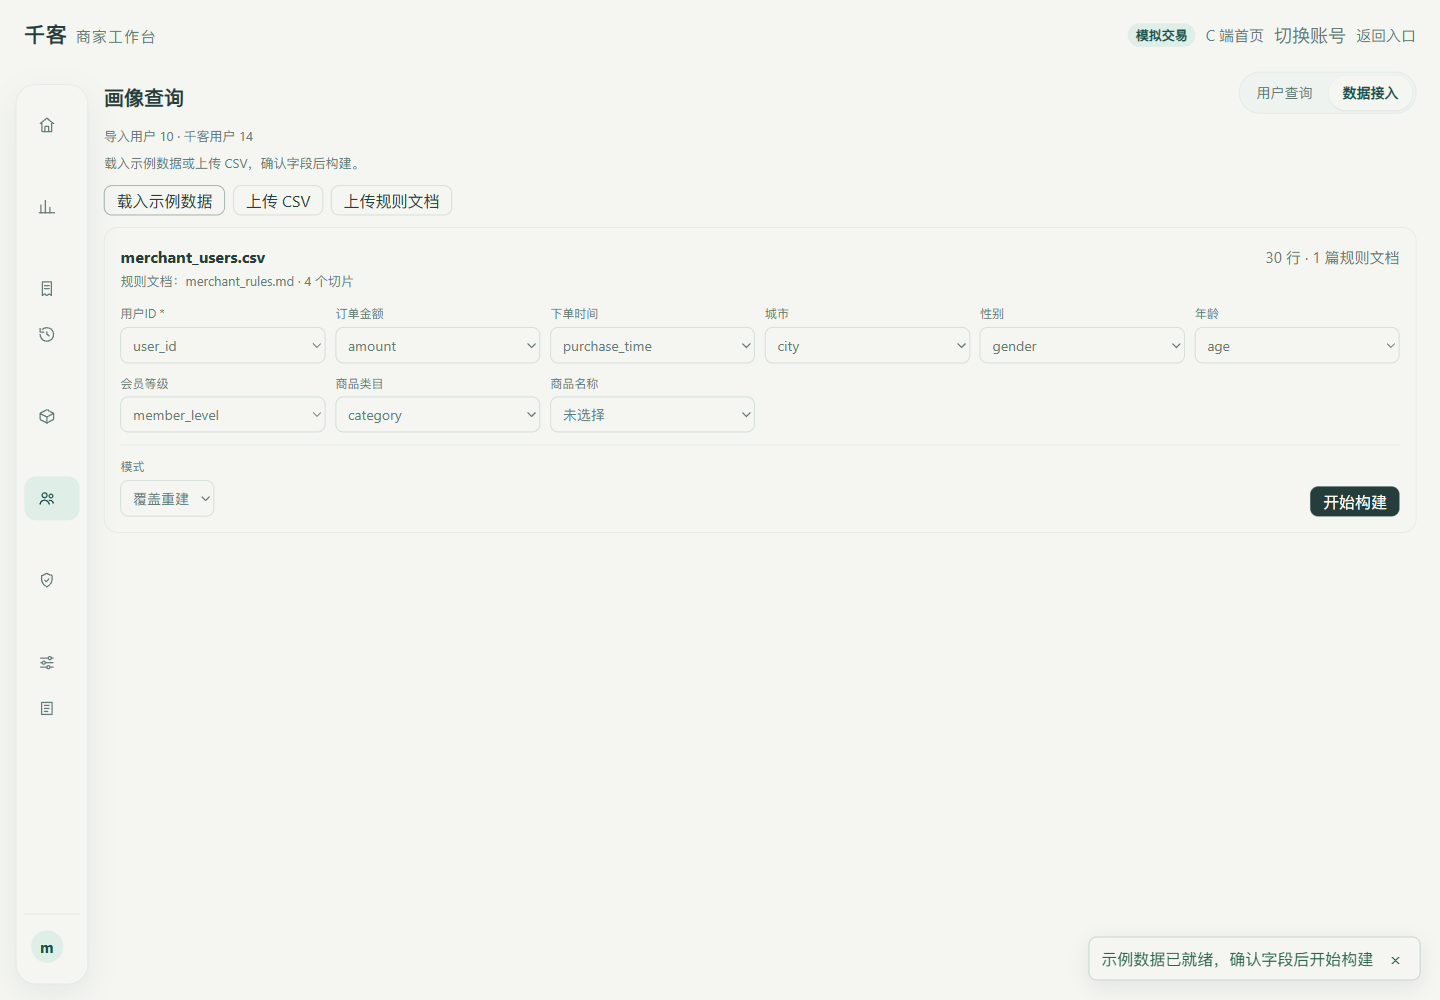 千客 商家工作台
模拟交易 C 端首页 切换账号 返回入口
画像查询
用户查询 数据接入
导入用户 10 · 千客用户 14
载入示例数据或上传 CSV，确认字段后构建。
载入示例数据 上传 CSV 上传规则文档
merchant_users.csv
30 行 · 1 篇规则文档
规则文档：merchant_rules.md · 4 个切片
用户ID * 订单金额 下单时间 城市 性别 年龄
user_id amount purchase_time city gender age
会员等级 商品类目 商品名称
member_level category 未选择
模式
覆盖重建
开始构建
m
示例数据已就绪，确认字段后开始构建 ×